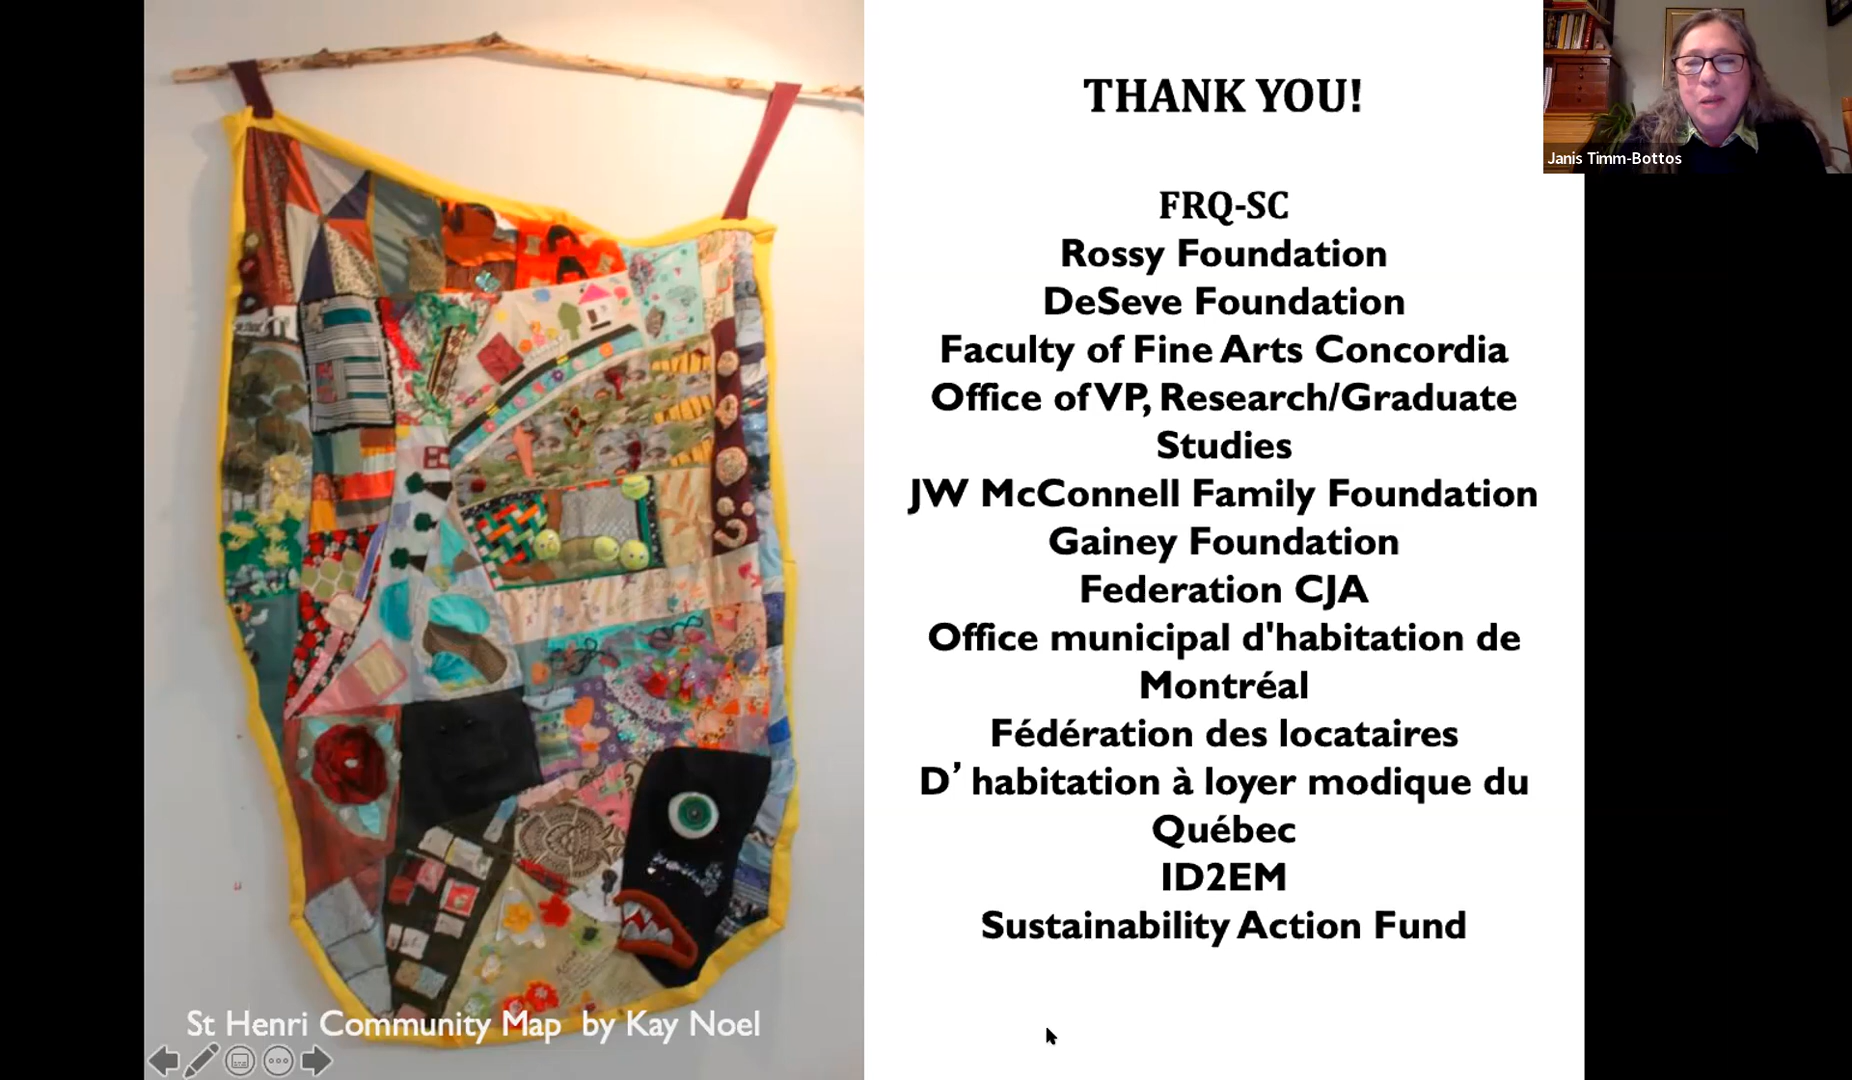 THANK YOU!
FRQ-SC
Rossy Foundation
DeSeve Foundation
Faculty of Fine Arts Concordia
Office of VP, Research/Graduate
Studies
JW McConnell Family Foundation
Gainey Foundation
Federation CJA
Office municipal d'habitation de
Montréal
Fédération des locataires
D’ habitation à loyer modique du
Québec
ID2EM
Sustainability Action Fund
St Henri Community Map by Kay Noel
Janis Timm-Bottos